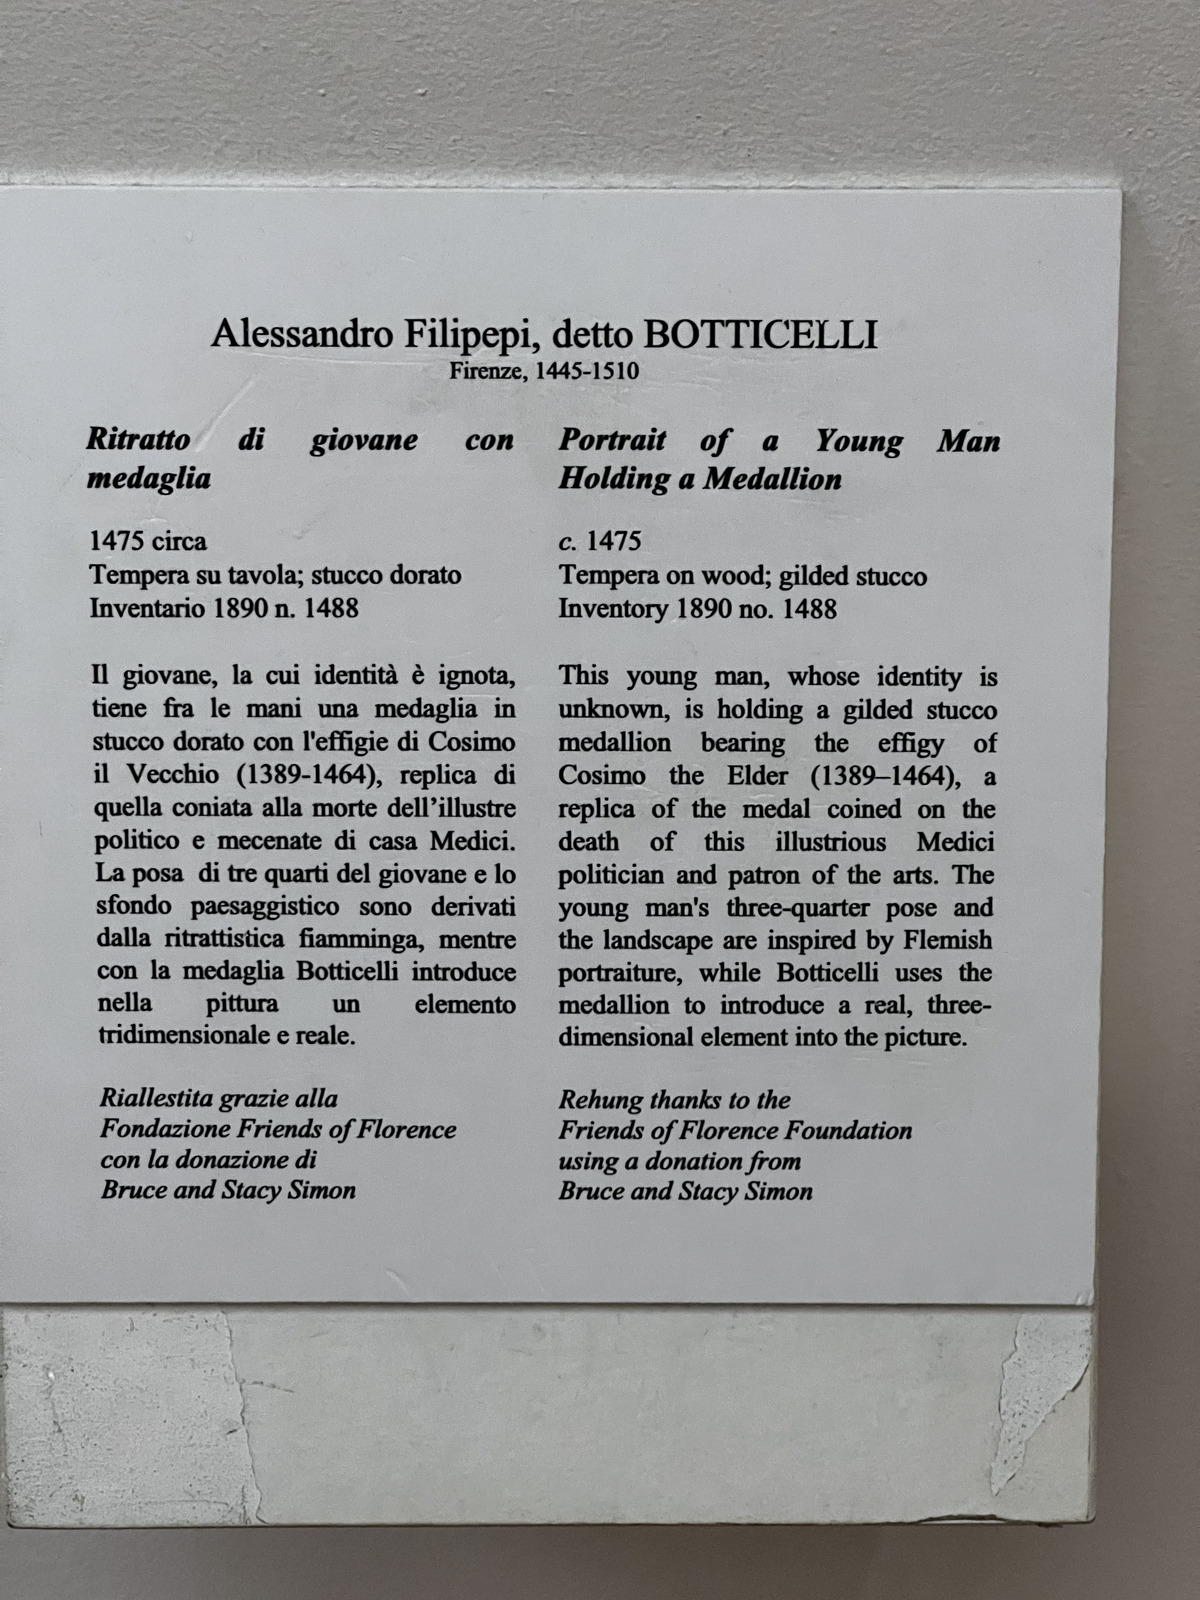 Alessandro Filipepi, detto BOTTICELLI
Firenze, 1445-1510
Ritratto di giovane con
medaglia
1475 circa
Tempera su tavola; stucco dorato
Inventario 1890 n. 1488
Il giovane, la cui identità è ignota,
tiene fra le mani una medaglia in
stucco dorato con l'effigie di Cosimo
il Vecchio (1389-1464), replica di
quella coniata alla morte dell’illustre
politico e mecenate di casa Medici.
La posa di tre quarti del giovane e lo
sfondo paesaggistico sono derivati
dalla ritrattistica fiamminga, mentre
con la medaglia Botticelli introduce
nella pittura un elemento
tridimensionale e reale.
Riallestita grazie alla
Fondazione Friends of Florence
con la donazione di
Bruce and Stacy Simon
Portrait of a Young Man
Holding a Medallion
c. 1475
Tempera on wood; gilded stucco
Inventory 1890 no. 1488
This young man, whose identity is
unknown, is holding a gilded stucco
medallion bearing the effigy of
Cosimo the Elder (1389–1464), a
replica of the medal coined on the
death of this illustrious Medici
politician and patron of the arts. The
young man's three-quarter pose and
the landscape are inspired by Flemish
portraiture, while Botticelli uses the
medallion to introduce a real, three-
dimensional element into the picture.
Rehung thanks to the
Friends of Florence Foundation
using a donation from
Bruce and Stacy Simon